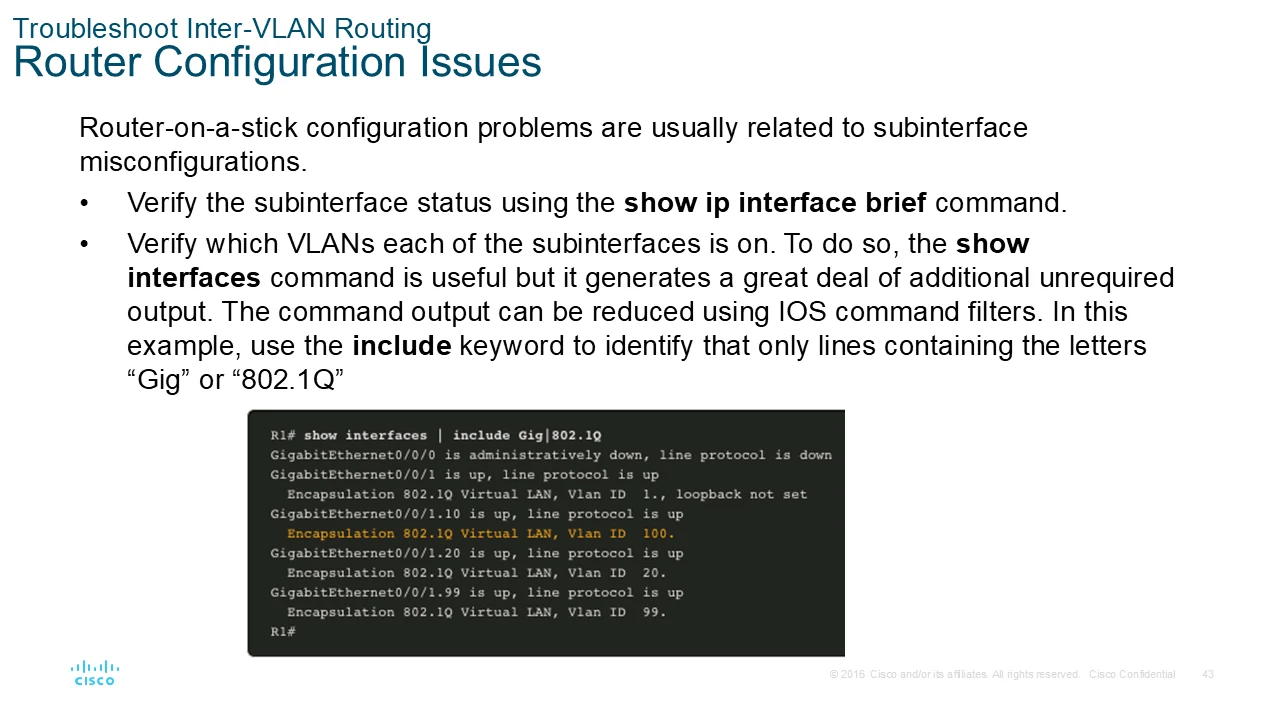 Troubleshoot Inter-VLAN Routing
Router Configuration Issues
Router-on-a-stick configuration problems are usually related to subinterface
misconfigurations.
• Verify the subinterface status using the show ip interface brief command.
• Verify which VLANs each of the subinterfaces is on. To do so, the show
interfaces command is useful but it generates a great deal of additional unrequired
output. The command output can be reduced using IOS command filters. In this
example, use the include keyword to identify that only lines containing the letters
“Gig” or “802.1Q”
R1# show interfaces | include Gig|802.1Q
GigabitEthernet0/0/0 is administratively down, line protocol is down
GigabitEthernet0/0/1 is up, line protocol is up
Encapsulation 802.1Q Virtual LAN, Vlan ID 1., loopback not set
GigabitEthernet0/0/1.10 is up, line protocol is up
Encapsulation 802.1Q Virtual LAN, Vlan ID 100.
GigabitEthernet0/0/1.20 is up, line protocol is up
Encapsulation 802.1Q Virtual LAN, Vlan ID 20.
GigabitEthernet0/0/1.99 is up, line protocol is up
Encapsulation 802.1Q Virtual LAN, Vlan ID 99.
R1#
CISCO
© 2016 Cisco and/or its affiliates. All rights reserved. Cisco Confidential 43